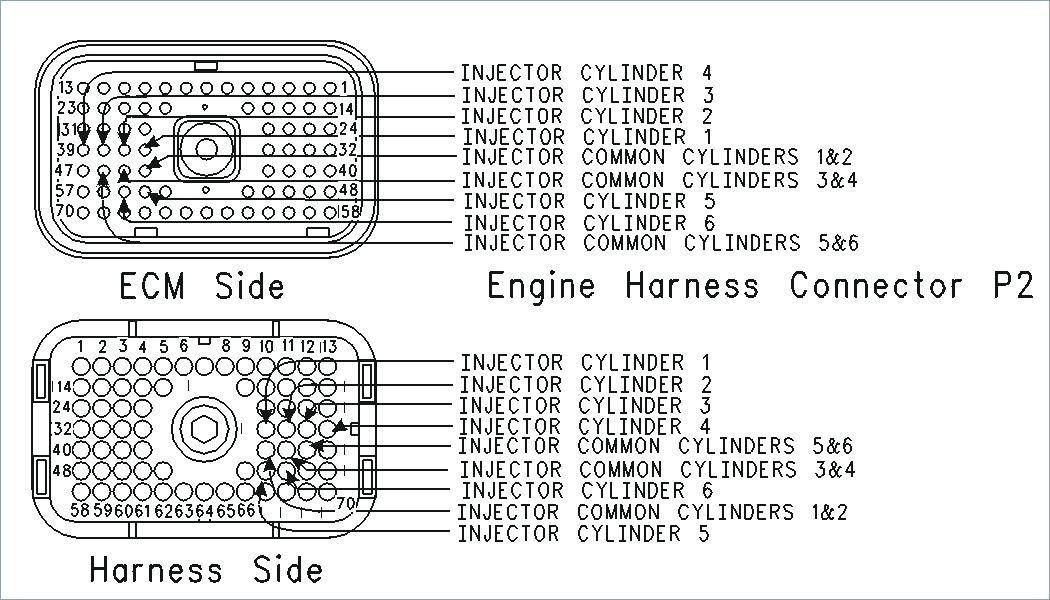 INJECTOR CYLINDER 4
13 1
INJECTOR CYLINDER 3
23 14
INJECTOR CYLINDER 2
31 24
INJECTOR CYLINDER 1
39 32
INJECTOR COMMON CYLINDERS 1&2
47 40
INJECTOR COMMON CYLINDERS 3&4
57 48
INJECTOR CYLINDER 5
70 58
INJECTOR CYLINDER 6
INJECTOR COMMON CYLINDERS 5&6
ECM Side
Engine Harness Connector P2
1 2 3 4 5 6 8 9 10 11 12 13
INJECTOR CYLINDER 1
14
INJECTOR CYLINDER 2
24
INJECTOR CYLINDER 3
32
INJECTOR CYLINDER 4
40
INJECTOR COMMON CYLINDERS 5&6
48
INJECTOR COMMON CYLINDERS 3&4
INJECTOR CYLINDER 6
58 59 60 61 62 63 64 65 66 70
INJECTOR COMMON CYLINDERS 1&2
INJECTOR CYLINDER 5
Harness Side